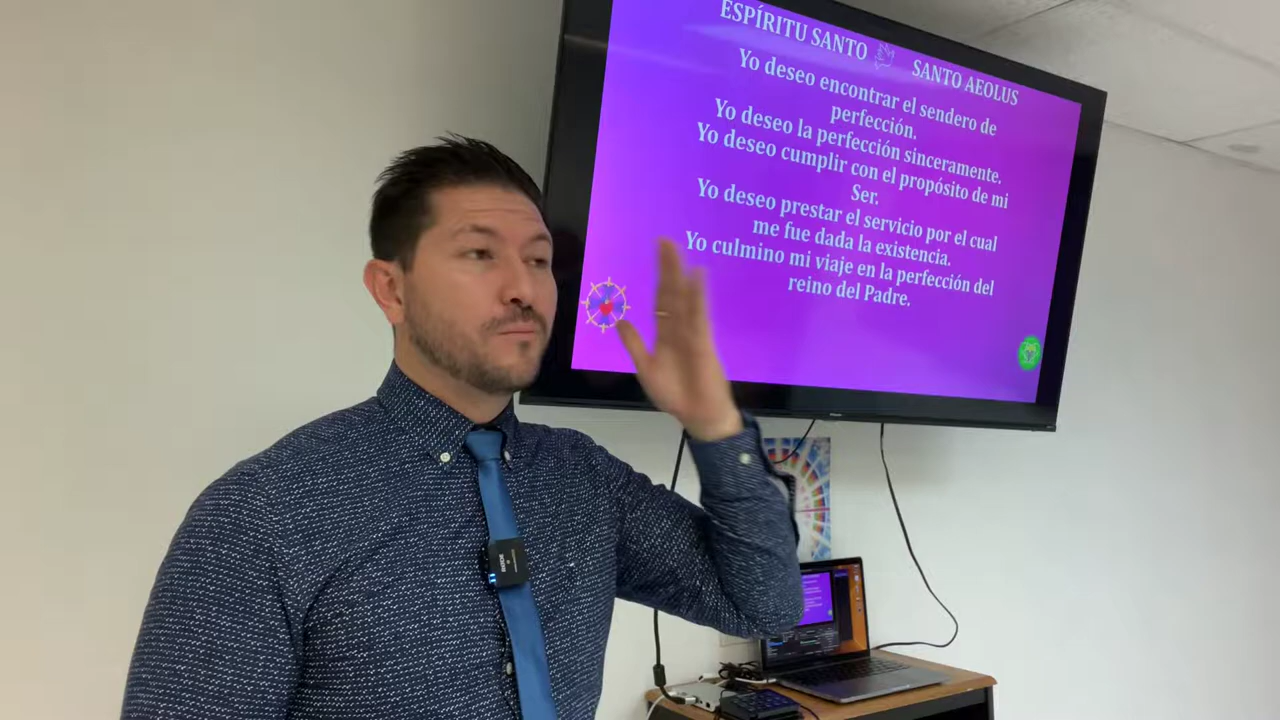 ESPÍRITU SANTO SANTO AEOLUS
Yo deseo encontrar el sendero de
perfección.
Yo deseo la perfección sinceramente.
Yo deseo cumplir con el propósito de mi
Ser.
Yo deseo prestar el servicio por el cual
me fue dada la existencia.
Yo culmino mi viaje en la perfección del
reino del Padre.